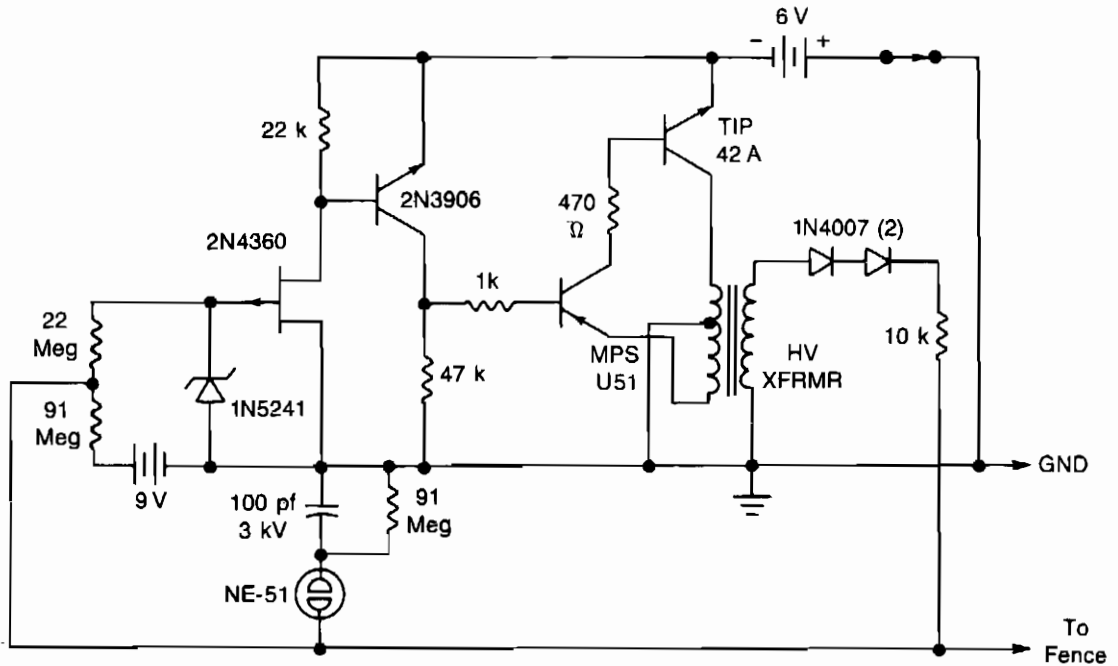 6 V
- +
22 k
2N3906
TIP
42 A
470
Ω
1N4007 (2)
2N4360
1k
22
Meg
10 k
MPS
U51
HV
XFRMR
47 k
1N5241
91
Meg
9 V
GND
100 pf
3 kV
91
Meg
NE-51
To
Fence